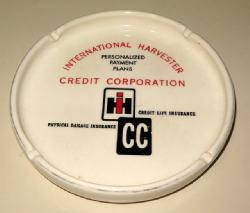 INTERNATIONAL HARVESTER
PERSONALIZED
PAYMENT
PLANS
CREDIT CORPORATION
IH
CREDIT LIFE INSURANCE
PHYSICAL DAMAGE INSURANCE
CC